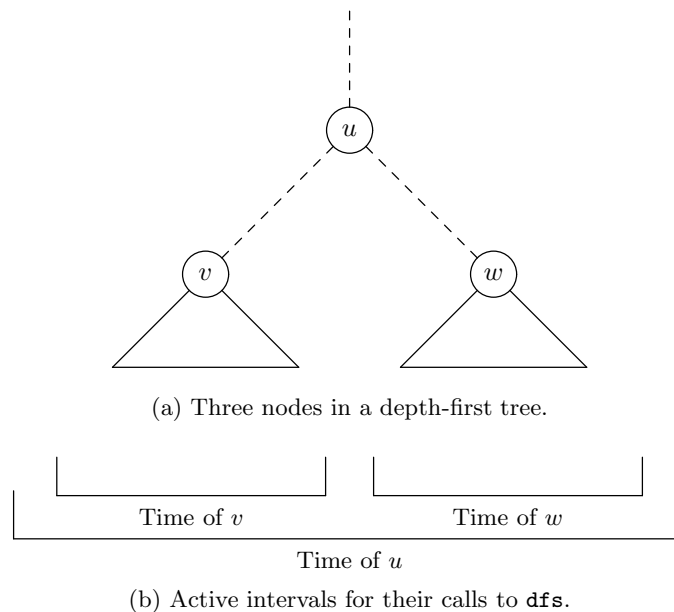 u
v
w
(a) Three nodes in a depth-first tree.
Time of v
Time of w
Time of u
(b) Active intervals for their calls to dfs.